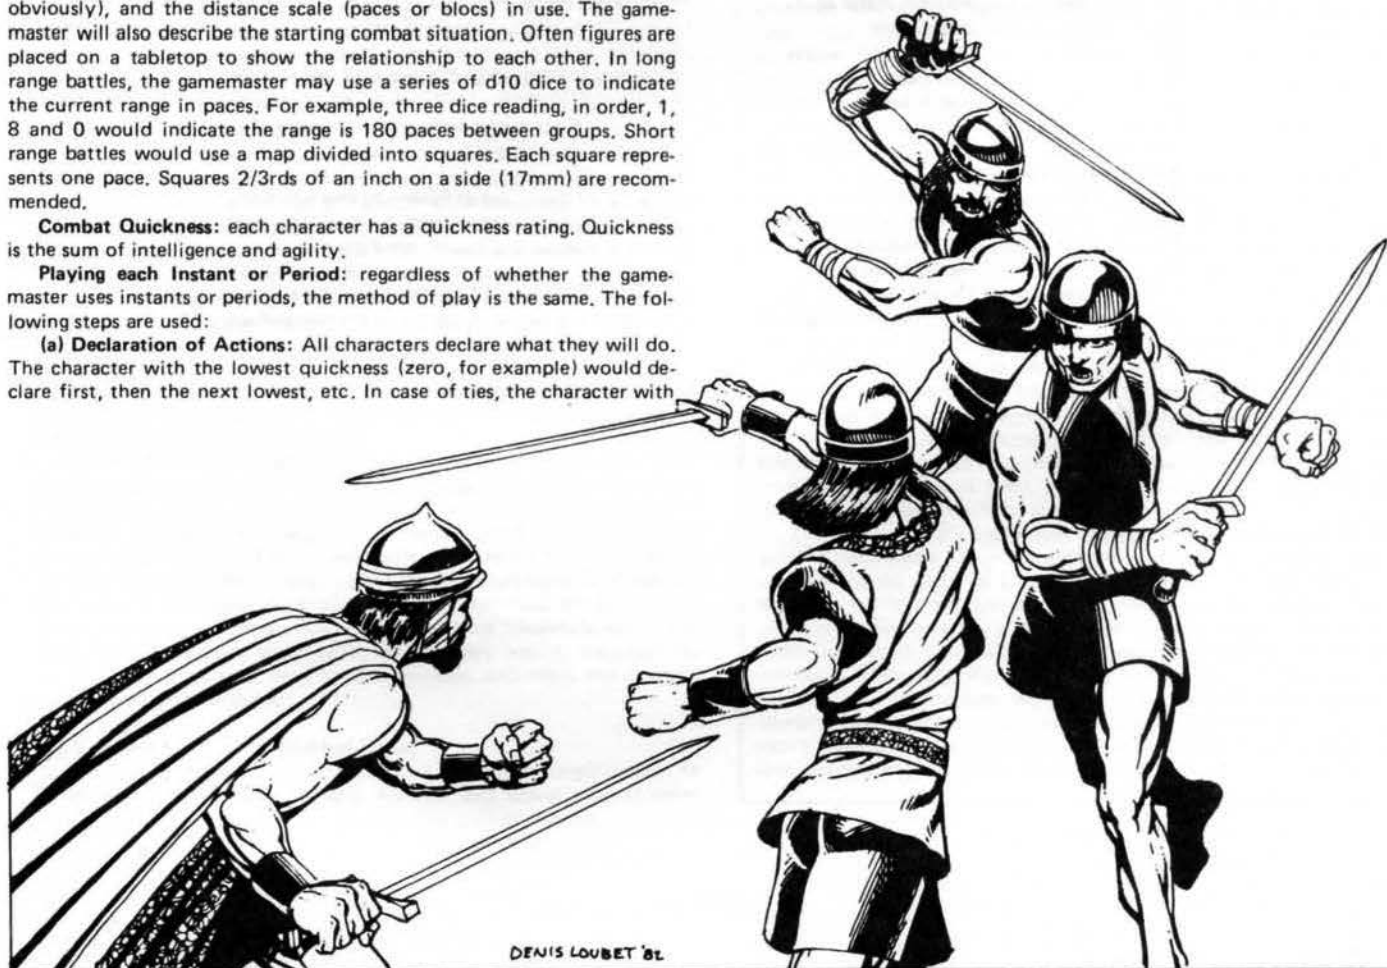 obviously), and the distance scale (paces or blocs) in use. The game-
master will also describe the starting combat situation. Often figures are
placed on a tabletop to show the relationship to each other. In long
range battles, the gamemaster may use a series of d10 dice to indicate
the current range in paces. For example, three dice reading, in order, 1,
8 and 0 would indicate the range is 180 paces between groups. Short
range battles would use a map divided into squares. Each square repre-
sents one pace. Squares 2/3rds of an inch on a side (17mm) are recom-
mended.
Combat Quickness: each character has a quickness rating. Quickness
is the sum of intelligence and agility.
Playing each Instant or Period: regardless of whether the game-
master uses instants or periods, the method of play is the same. The fol-
lowing steps are used:
(a) Declaration of Actions: All characters declare what they will do.
The character with the lowest quickness (zero, for example) would de-
clare first, then the next lowest, etc. In case of ties, the character with
DENIS LOUBET '82